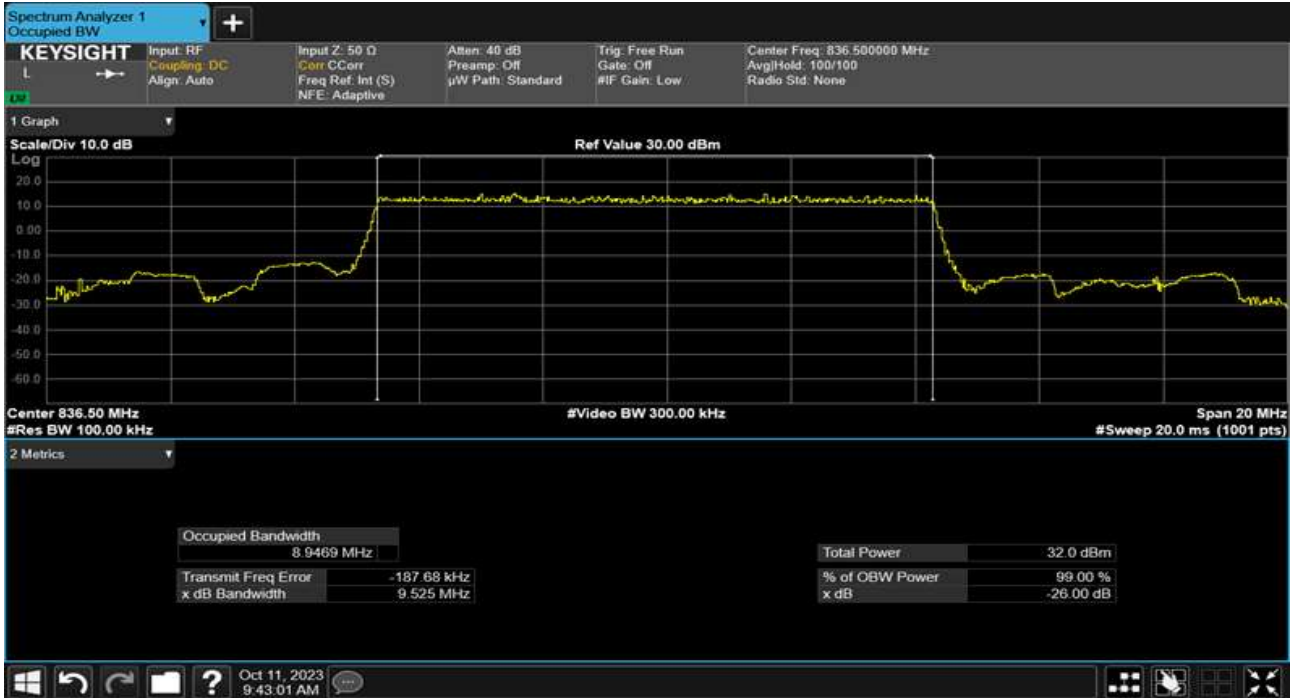 Spectrum Analyzer 1
Occupied BW
KEYSIGHT
L
Input: RF
Coupling: DC
Align: Auto
Input Z: 50 Ω
Corr CCorr
Freq Ref: Int (S)
NFE: Adaptive
Atten: 40 dB
Preamp: Off
µW Path: Standard
Trig: Free Run
Gate: Off
#IF Gain: Low
Center Freq: 836.500000 MHz
Avg|Hold: 100/100
Radio Std: None
1 Graph
Scale/Div 10.0 dB
Ref Value 30.00 dBm
Log
20.0
10.0
0.00
-10.0
-20.0
-30.0
-40.0
-50.0
-60.0
Center 836.50 MHz
#Video BW 300.00 kHz
Span 20 MHz
#Res BW 100.00 kHz
#Sweep 20.0 ms (1001 pts)
2 Metrics
Occupied Bandwidth
8.9469 MHz
Total Power 32.0 dBm
Transmit Freq Error -187.68 kHz
% of OBW Power 99.00 %
x dB Bandwidth 9.525 MHz
x dB -26.00 dB
Oct 11, 2023
9:43:01 AM